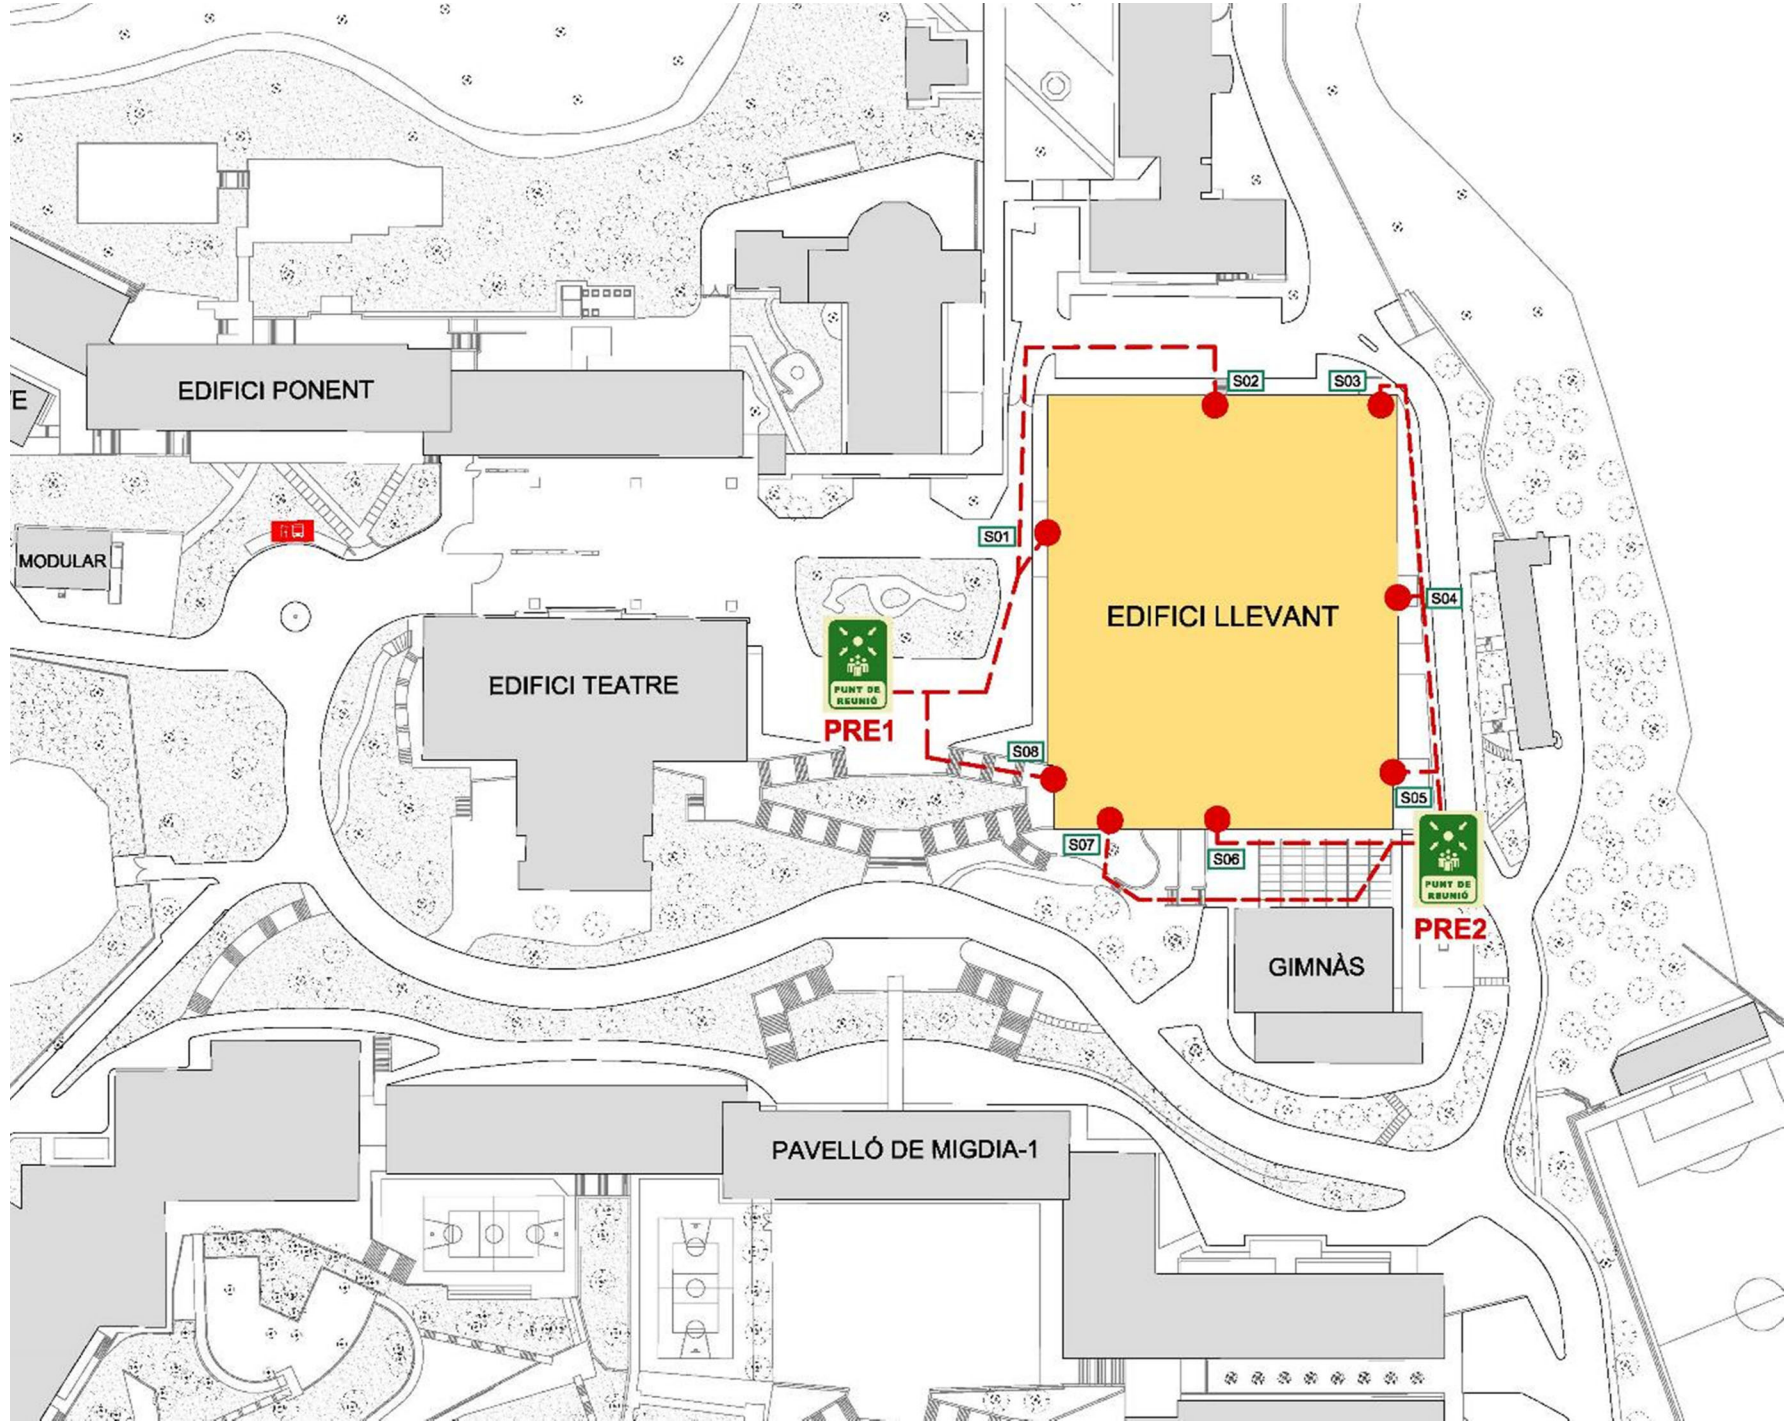 S02
S03
EDIFICI PONENT
E
S01
MODULAR
S04
EDIFICI LLEVANT
EDIFICI TEATRE
PUNT DE
REUNIÓ
PRE1
S08
S05
S07
S06
PUNT DE
REUNIÓ
PRE2
GIMNÀS
PAVELLÓ DE MIGDIA-1